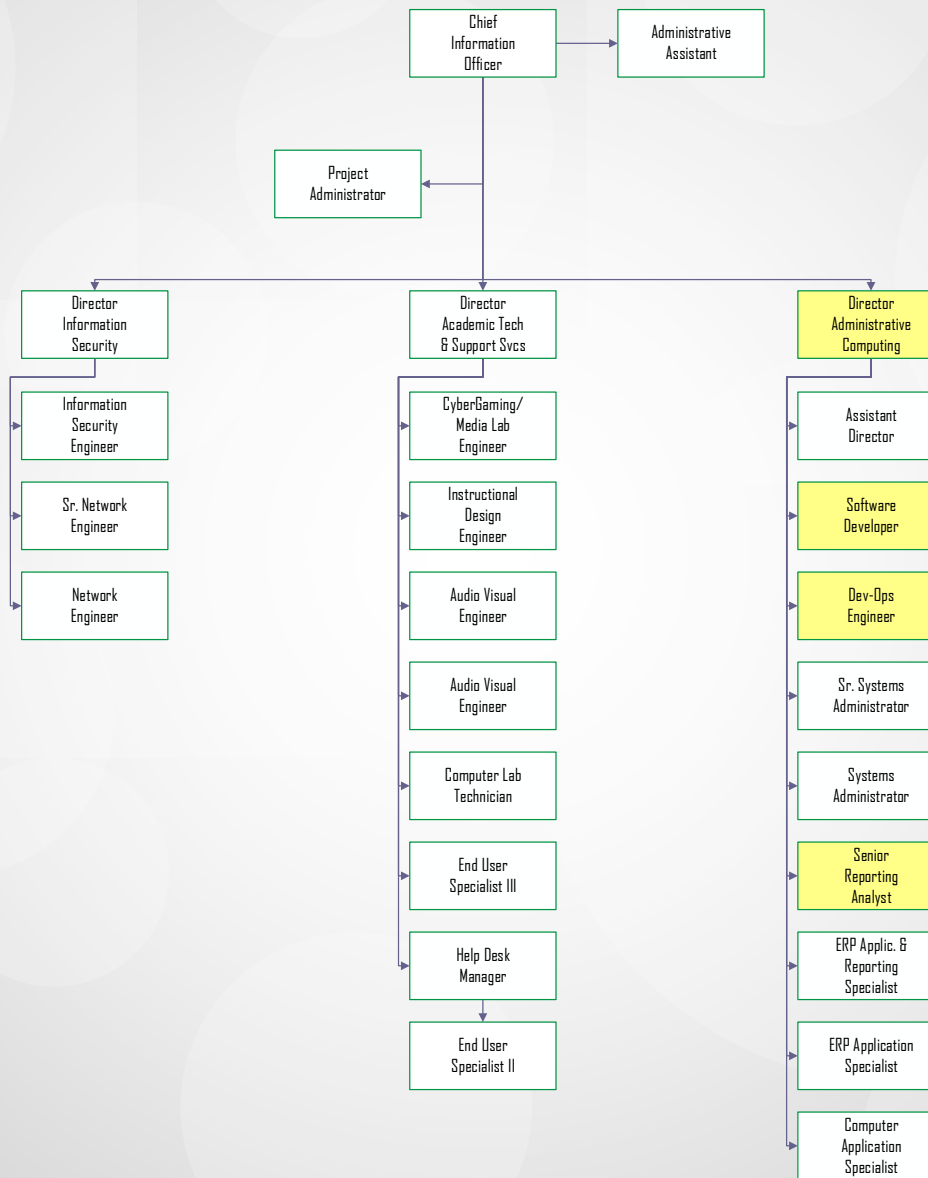 Chief
Information
Officer
Administrative
Assistant
Project
Administrator
Director
Information
Security
Information
Security
Engineer
Sr. Network
Engineer
Network
Engineer
Director
Academic Tech
& Support Svcs
CyberGaming/
Media Lab
Engineer
Instructional
Design
Engineer
Audio Visual
Engineer
Audio Visual
Engineer
Computer Lab
Technician
End User
Specialist III
Help Desk
Manager
End User
Specialist II
Director
Administrative
Computing
Assistant
Director
Software
Developer
Dev-Ops
Engineer
Sr. Systems
Administrator
Systems
Administrator
Senior
Reporting
Analyst
ERP Applic. &
Reporting
Specialist
ERP Application
Specialist
Computer
Application
Specialist